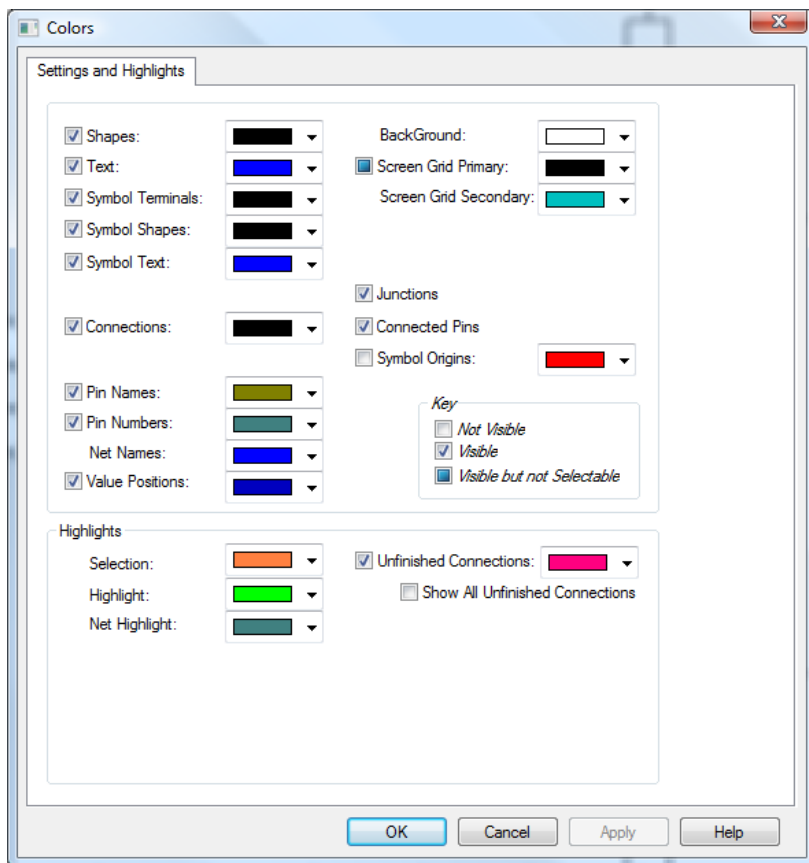 Colors
Settings and Highlights
Shapes:
Text:
Symbol Terminals:
Symbol Shapes:
Symbol Text:
Connections:
Pin Names:
Pin Numbers:
Net Names:
Value Positions:
BackGround:
Screen Grid Primary:
Screen Grid Secondary:
Junctions
Connected Pins
Symbol Origins:
Key
Not Visible
Visible
Visible but not Selectable
Highlights
Selection:
Highlight:
Net Highlight:
Unfinished Connections:
Show All Unfinished Connections
OK Cancel Apply Help